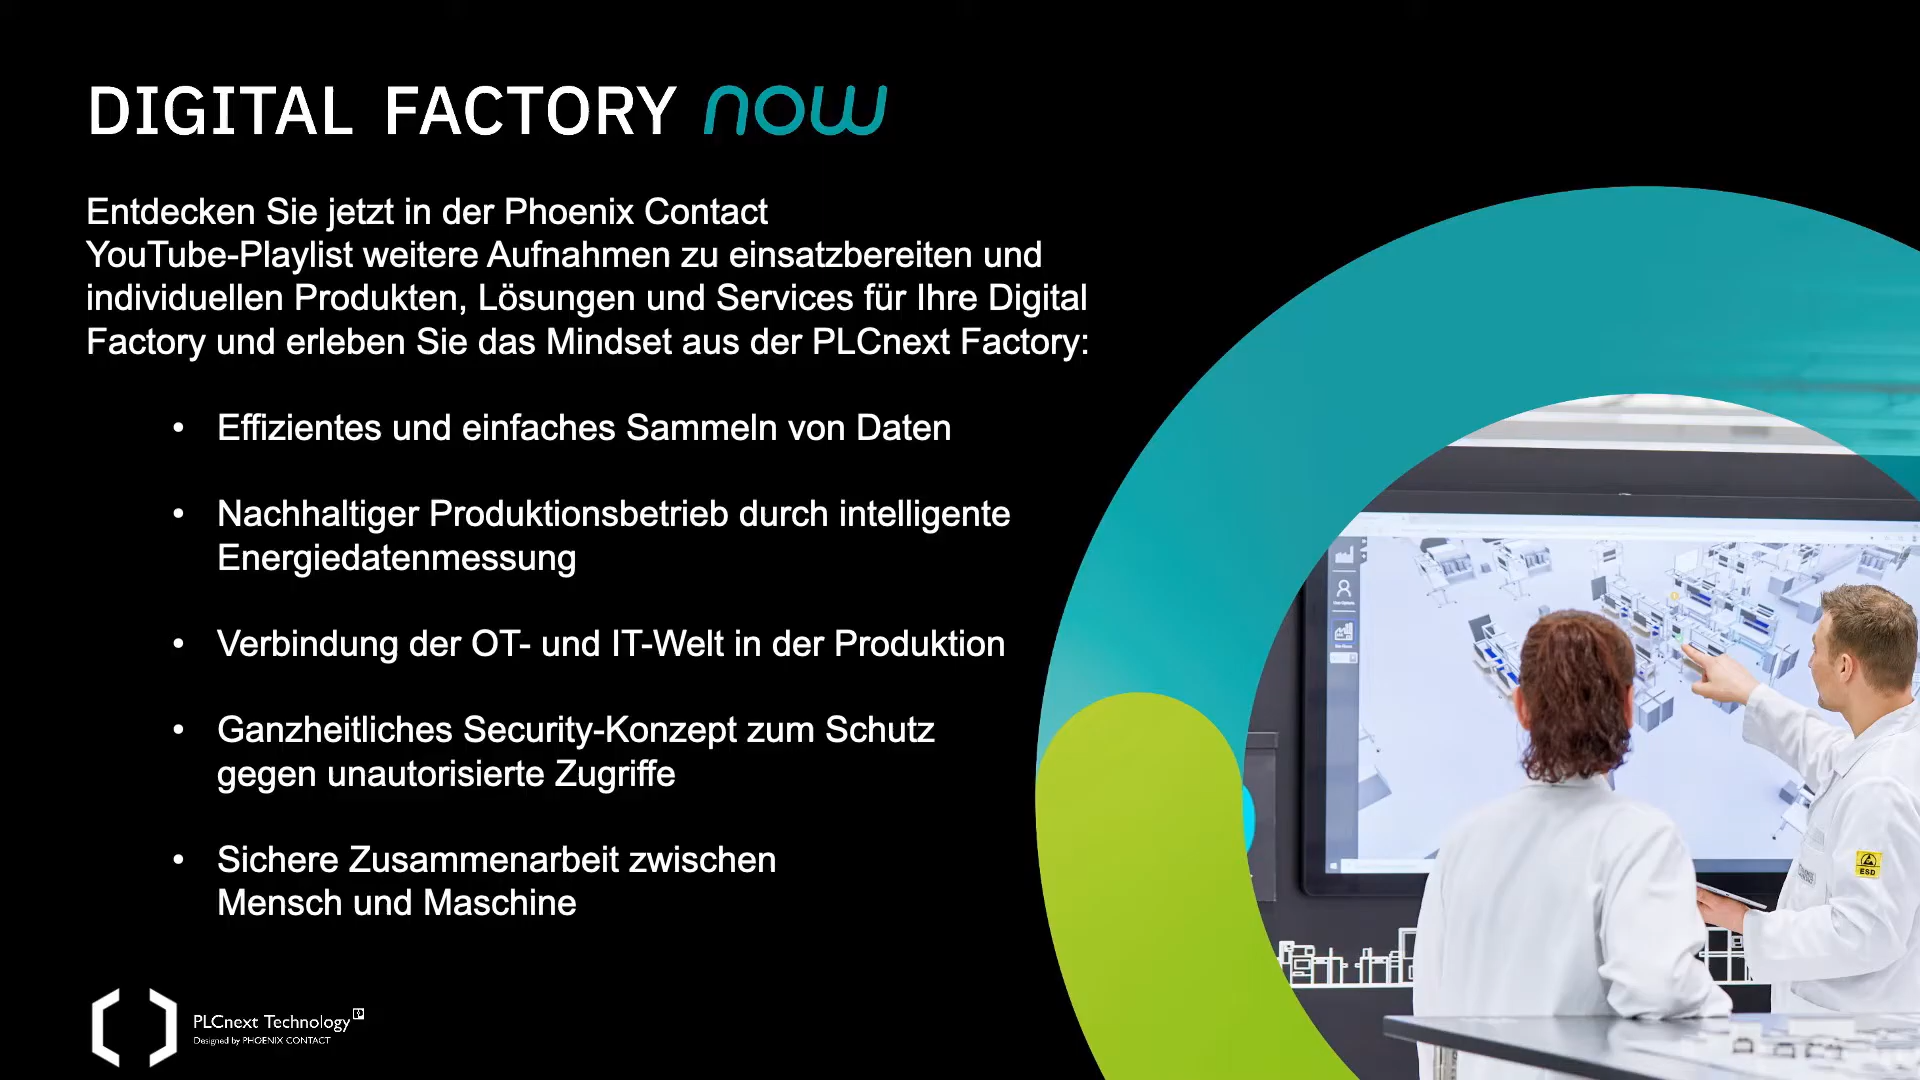 DIGITAL FACTORY now
Entdecken Sie jetzt in der Phoenix Contact
YouTube-Playlist weitere Aufnahmen zu einsatzbereiten und
individuellen Produkten, Lösungen und Services für Ihre Digital
Factory und erleben Sie das Mindset aus der PLCnext Factory:
• Effizientes und einfaches Sammeln von Daten
• Nachhaltiger Produktionsbetrieb durch intelligente
Energiedatenmessung
• Verbindung der OT- und IT-Welt in der Produktion
• Ganzheitliches Security-Konzept zum Schutz
gegen unautorisierte Zugriffe
• Sichere Zusammenarbeit zwischen
Mensch und Maschine
ESD
PLCnext Technology
Designed by PHOENIX CONTACT